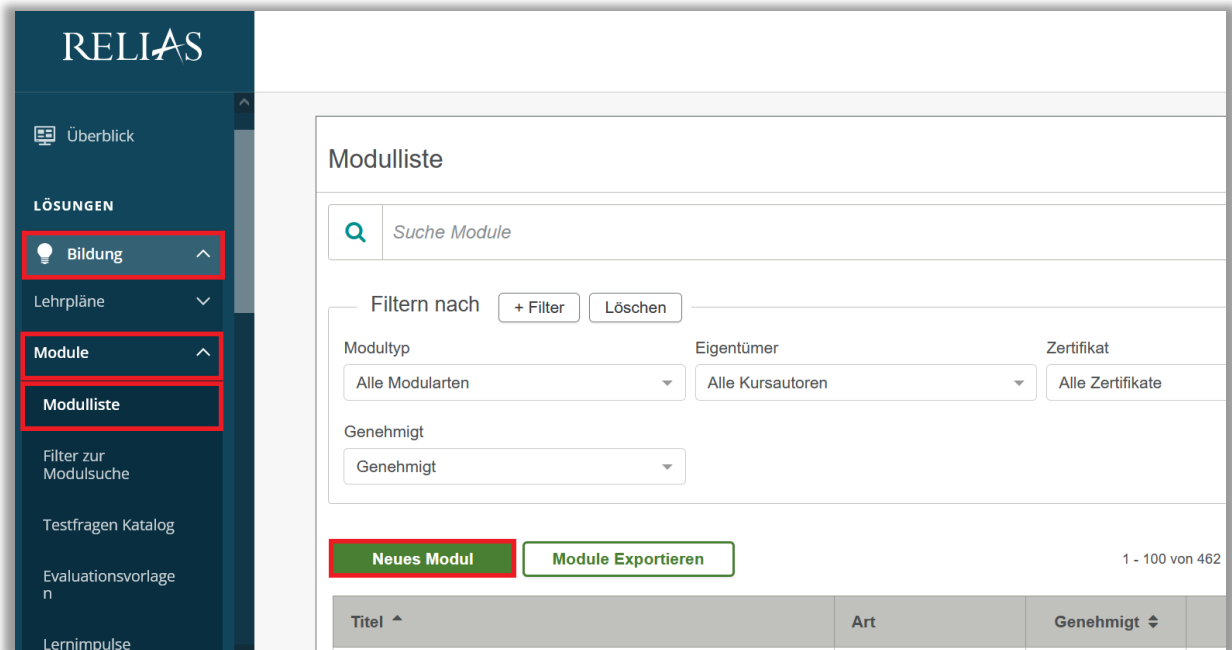 RELIAS
Überblick
LÖSUNGEN
Bildung
Lehrpläne
Module
Modulliste
Filter zur
Modulsuche
Testfragen Katalog
Evaluationsvorlage
n
Lernimpulse
Modulliste
Suche Module
Filtern nach
+ Filter
Löschen
Modultyp
Eigentümer
Zertifikat
Alle Modularten
Alle Kursautoren
Alle Zertifikate
Genehmigt
Genehmigt
Neues Modul
Module Exportieren
1 - 100 von 462
Titel
Art
Genehmigt